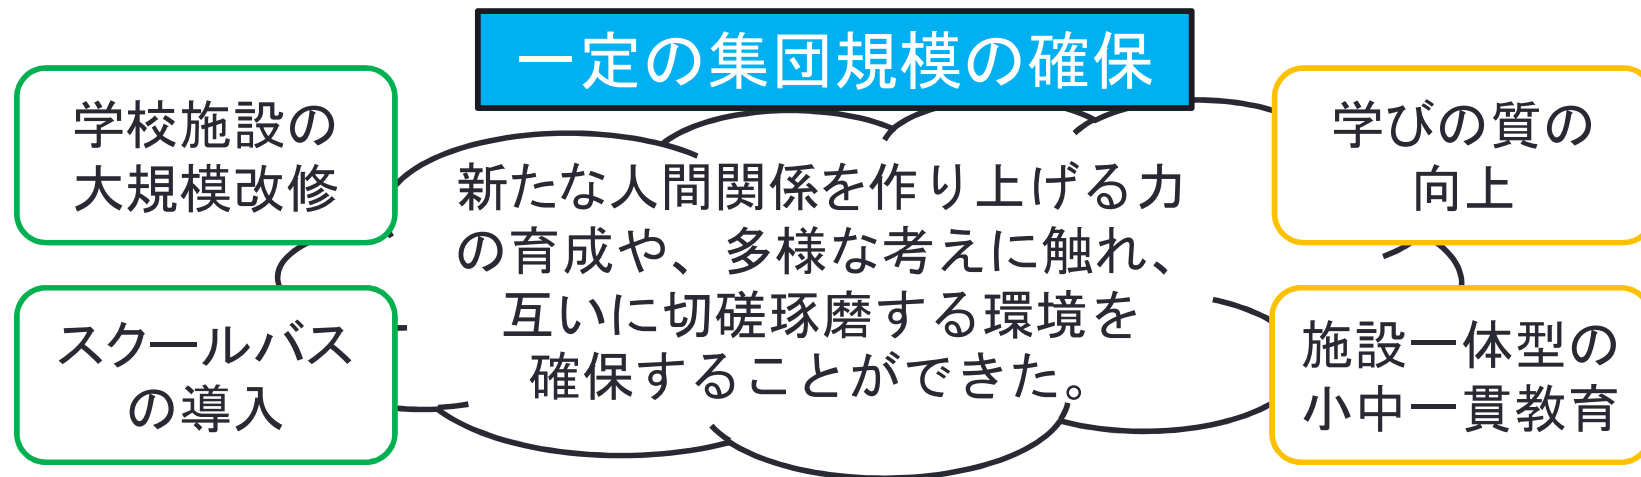 一定の集団規模の確保
学校施設の
大規模改修
スクールバス
の導入
新たな人間関係を作り上げる力
の育成や、多様な考えに触れ、
互いに切磋琢磨する環境を
確保することができた。
学びの質の
向上
施設一体型の
小中一貫教育